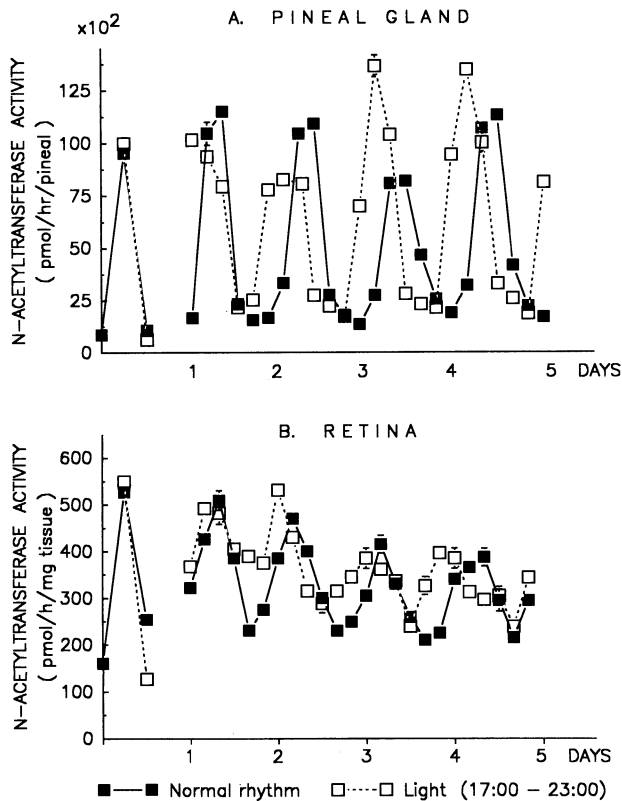 A. PINEAL GLAND
x10²
N-ACETYLTRANSFERASE ACTIVITY
( pmol/hr/pineal )
125
100
75
50
25
0
1 2 3 4 5 DAYS
B. RETINA
N-ACETYLTRANSFERASE ACTIVITY
( pmol/h/mg tissue )
600
500
400
300
200
100
0
1 2 3 4 5 DAYS
Normal rhythm Light (17:00 - 23:00)